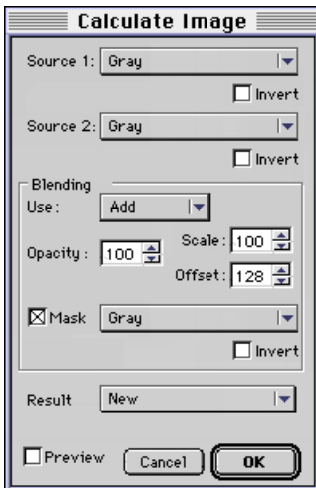 Calculate Image
Source 1: Gray
Invert
Source 2: Gray
Invert
Blending
Use: Add
Opacity: 100 Scale: 100
Offset: 128
Mask Gray
Invert
Result New
Preview Cancel OK